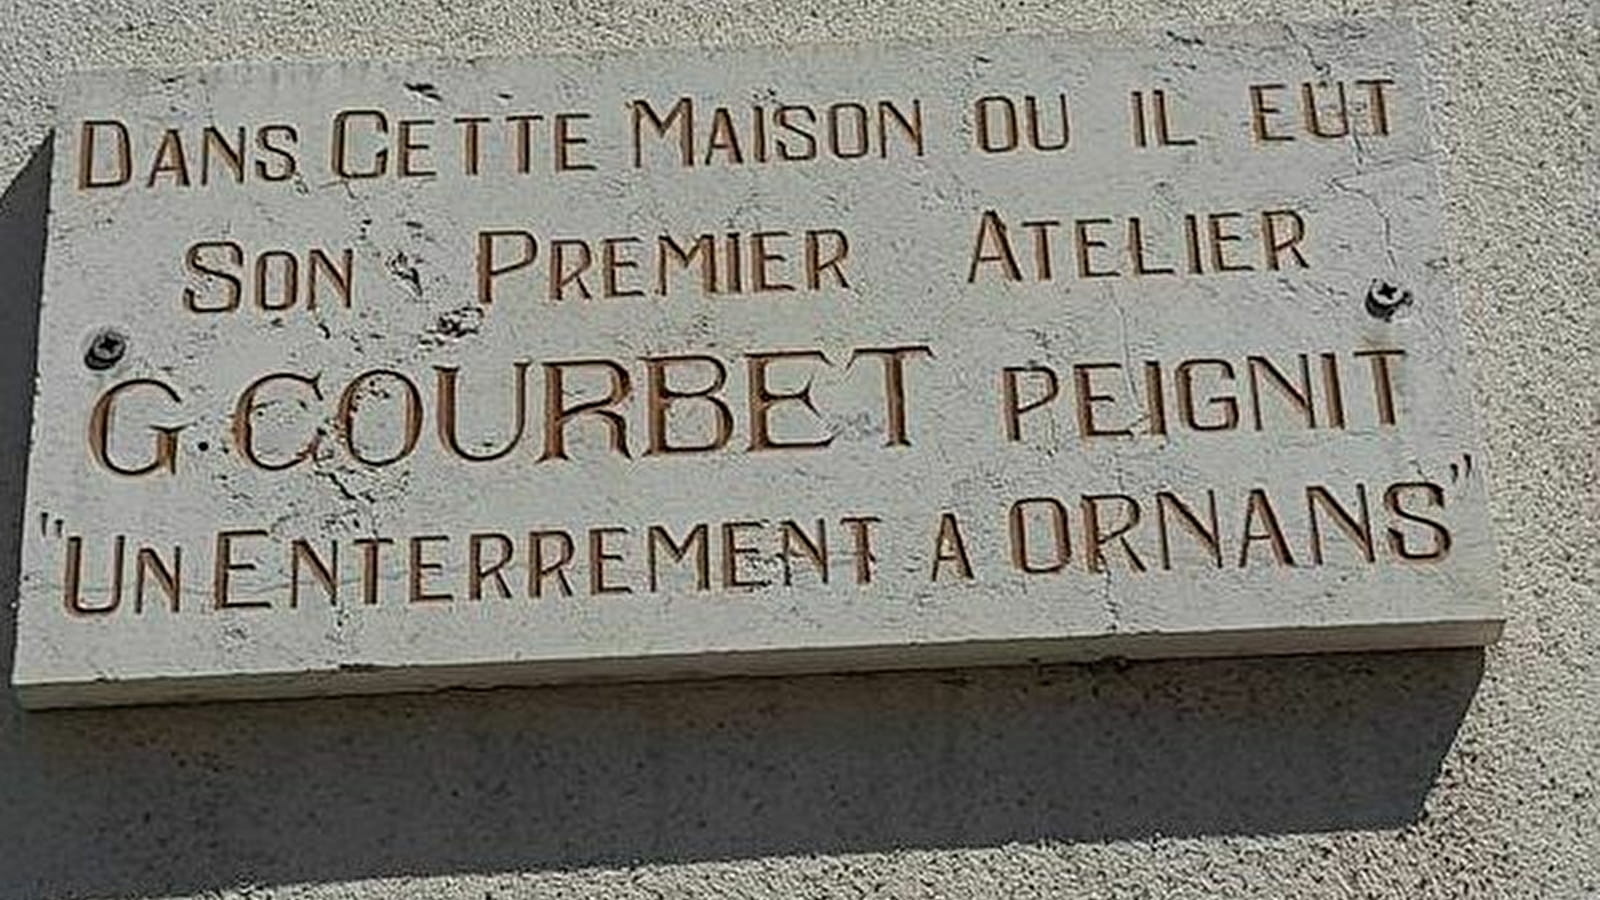 DANS CETTE MAISON OU IL EUT
SON PREMIER ATELIER
G. COURBET PEIGNIT
"UN ENTERREMENT A ORNANS"